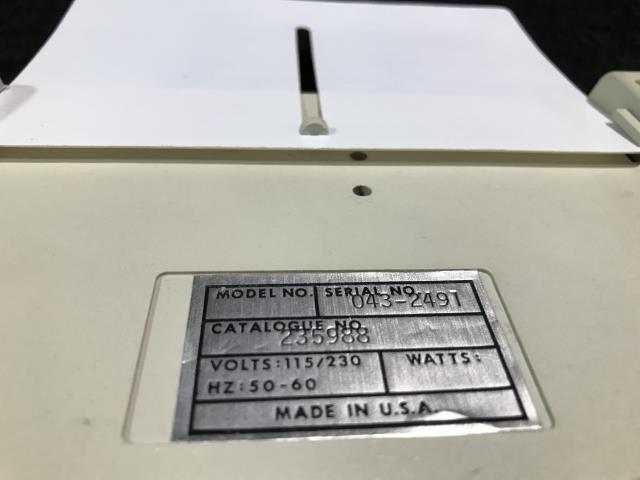 MODEL NO. SERIAL NO.
043-2491
CATALOGUE NO.
235988
VOLTS:115/230 WATTS:
HZ:50-60
MADE IN U.S.A.